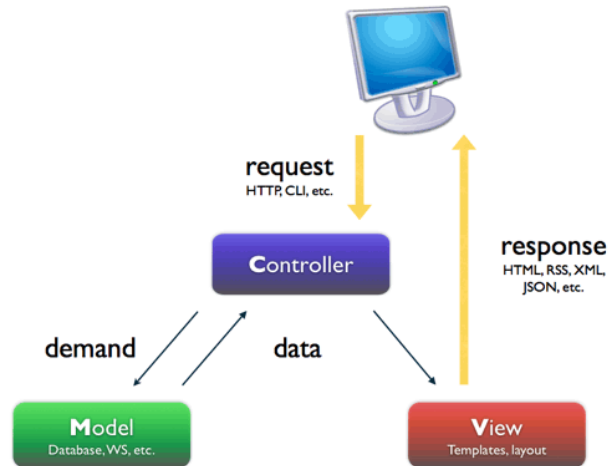 request
HTTP, CLI, etc.
response
HTML, RSS, XML,
JSON, etc.
Controller
demand
data
Model
Database, WS, etc.
View
Templates, layout